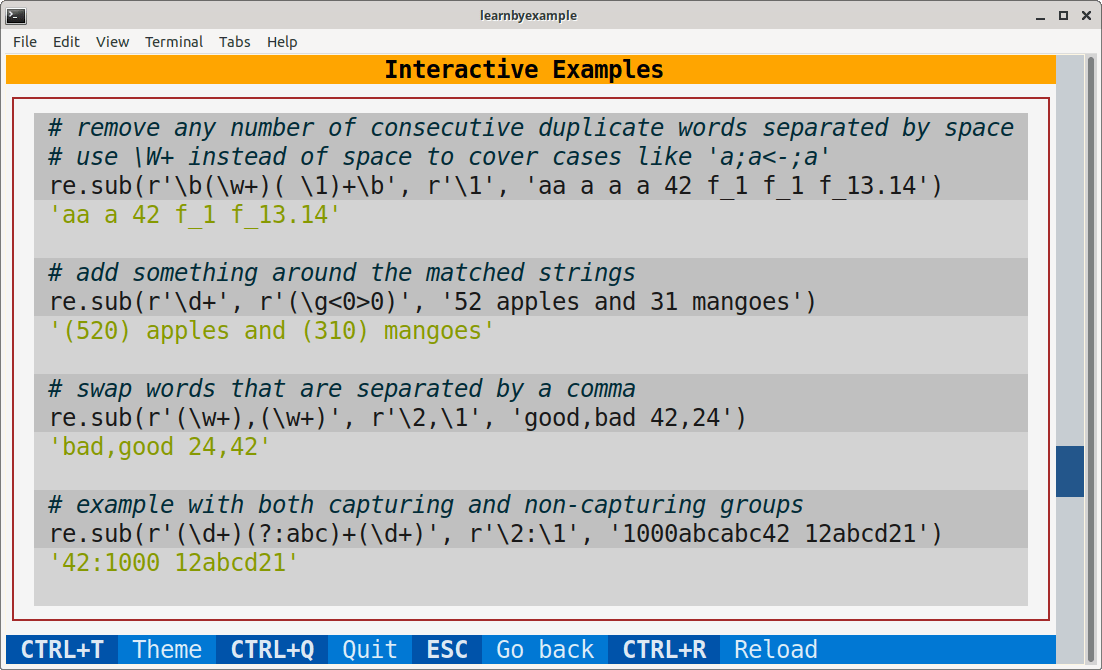 learnbyexample
File Edit View Terminal Tabs Help
Interactive Examples
# remove any number of consecutive duplicate words separated by space
# use \W+ instead of space to cover cases like 'a;a<-;a'
re.sub(r'\b(\w+)( \1)+\b', r'\1', 'aa a a a 42 f_1 f_1 f_13.14')
'aa a 42 f_1 f_13.14'
# add something around the matched strings
re.sub(r'\d+', r'(\g<0>0)', '52 apples and 31 mangoes')
'(520) apples and (310) mangoes'
# swap words that are separated by a comma
re.sub(r'(\w+),(\w+)', r'\2,\1', 'good,bad 42,24')
'bad,good 24,42'
# example with both capturing and non-capturing groups
re.sub(r'(\d+)(?:abc)+(\d+)', r'\2:\1', '1000abcabc42 12abcd21')
'42:1000 12abcd21'
CTRL+T Theme CTRL+Q Quit ESC Go back CTRL+R Reload